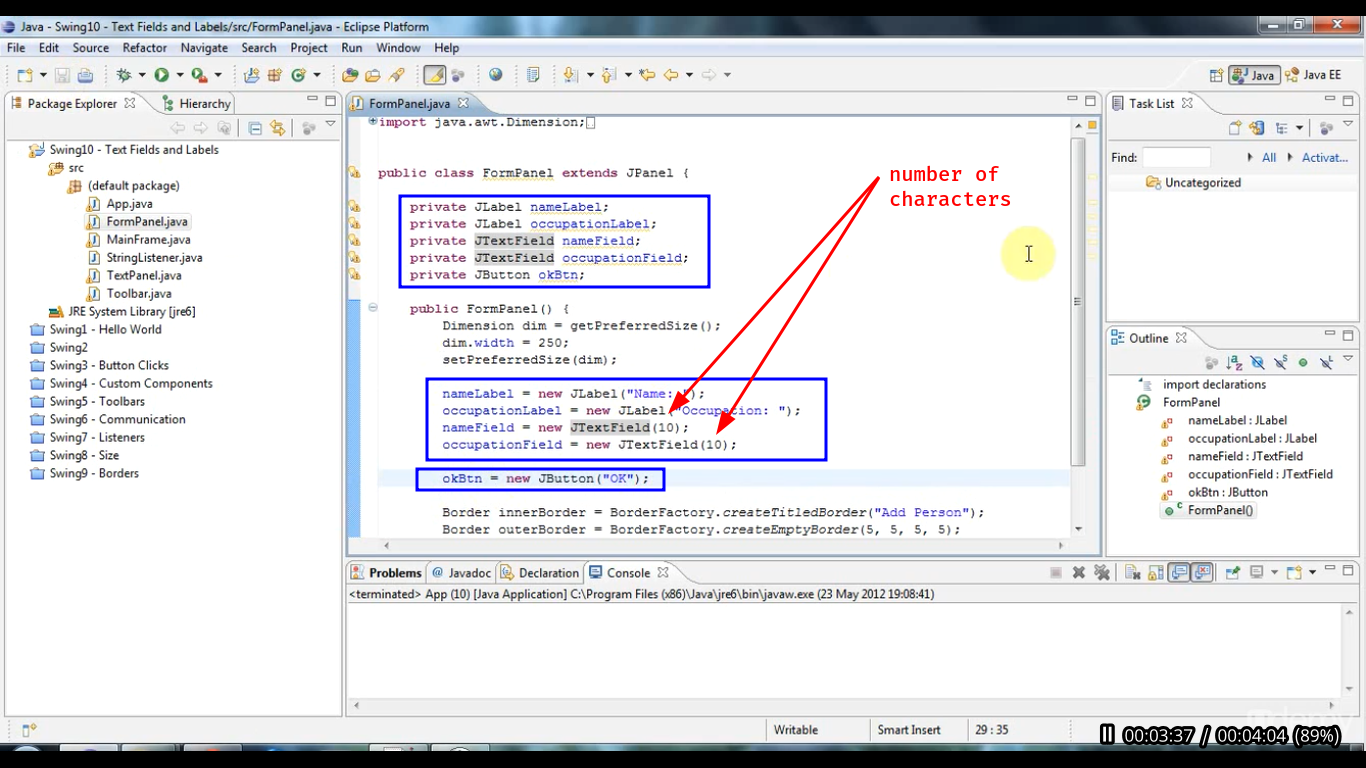 Java - Swing10 - Text Fields and Labels/src/FormPanel.java - Eclipse Platform
File Edit Source Refactor Navigate Search Project Run Window Help
Java Java EE
Package Explorer Hierarchy
Swing10 - Text Fields and Labels
src
(default package)
App.java
FormPanel.java
MainFrame.java
StringListener.java
TextPanel.java
Toolbar.java
JRE System Library [jre6]
Swing1 - Hello World
Swing2
Swing3 - Button Clicks
Swing4 - Custom Components
Swing5 - Toolbars
Swing6 - Communication
Swing7 - Listeners
Swing8 - Size
Swing9 - Borders
FormPanel.java
import java.awt.Dimension;
public class FormPanel extends JPanel {
private JLabel nameLabel;
private JLabel occupationLabel;
private JTextField nameField;
private JTextField occupationField;
private JButton okBtn;
public FormPanel() {
Dimension dim = getPreferredSize();
dim.width = 250;
setPreferredSize(dim);
nameLabel = new JLabel("Name: ");
occupationLabel = new JLabel("Occupation: ");
nameField = new JTextField(10);
occupationField = new JTextField(10);
okBtn = new JButton("OK");
Border innerBorder = BorderFactory.createTitledBorder("Add Person");
Border outerBorder = BorderFactory.createEmptyBorder(5, 5, 5, 5);
number of
characters
Task List
Find: All Activat...
Uncategorized
Outline
import declarations
FormPanel
nameLabel : JLabel
occupationLabel : JLabel
nameField : JTextField
occupationField : JTextField
okBtn : JButton
FormPanel()
Problems @ Javadoc Declaration Console
<terminated> App (10) [Java Application] C:\Program Files (x86)\Java\jre6\bin\javaw.exe (23 May 2012 19:08:41)
Writable Smart Insert 29 : 35
00:03:37 / 00:04:04 (89%)